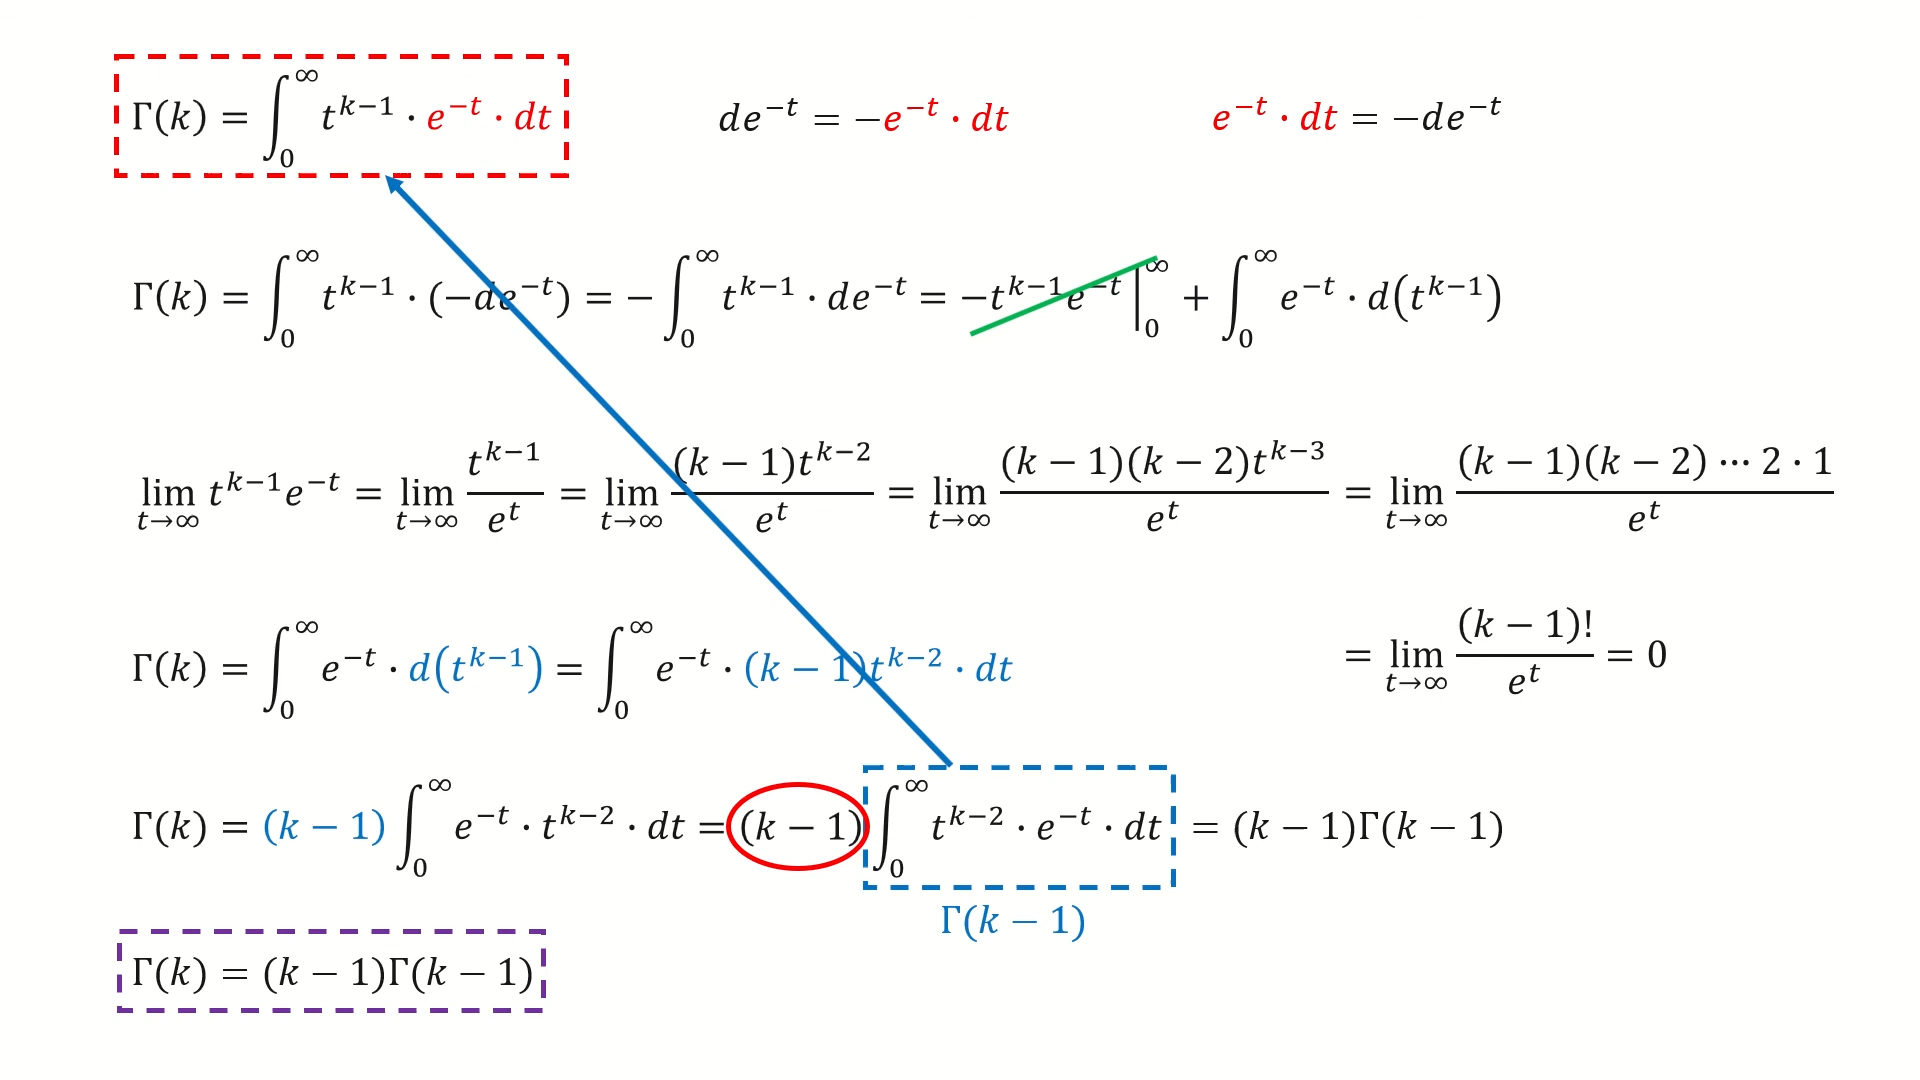 Γ(k) = ∫₀^∞ t^{k−1} · e^{−t} · dt    de^{−t} = −e^{−t} · dt    e^{−t} · dt = −de^{−t}
Γ(k) = ∫₀^∞ t^{k−1} · (−de^{−t}) = −∫₀^∞ t^{k−1} · de^{−t} = −t^{k−1}e^{−t}|₀^∞ + ∫₀^∞ e^{−t} · d(t^{k−1})
lim_{t→∞} t^{k−1}e^{−t} = lim_{t→∞} t^{k−1}/e^t = lim_{t→∞} (k − 1)t^{k−2}/e^t = lim_{t→∞} (k − 1)(k − 2)t^{k−3}/e^t = lim_{t→∞} (k − 1)(k − 2) ⋯ 2 · 1/e^t
= lim_{t→∞} (k − 1)!/e^t = 0
Γ(k) = ∫₀^∞ e^{−t} · d(t^{k−1}) = ∫₀^∞ e^{−t} · (k − 1)t^{k−2} · dt
Γ(k) = (k − 1) ∫₀^∞ e^{−t} · t^{k−2} · dt = (k − 1) ∫₀^∞ t^{k−2} · e^{−t} · dt = (k − 1)Γ(k − 1)
Γ(k − 1)
Γ(k) = (k − 1)Γ(k − 1)